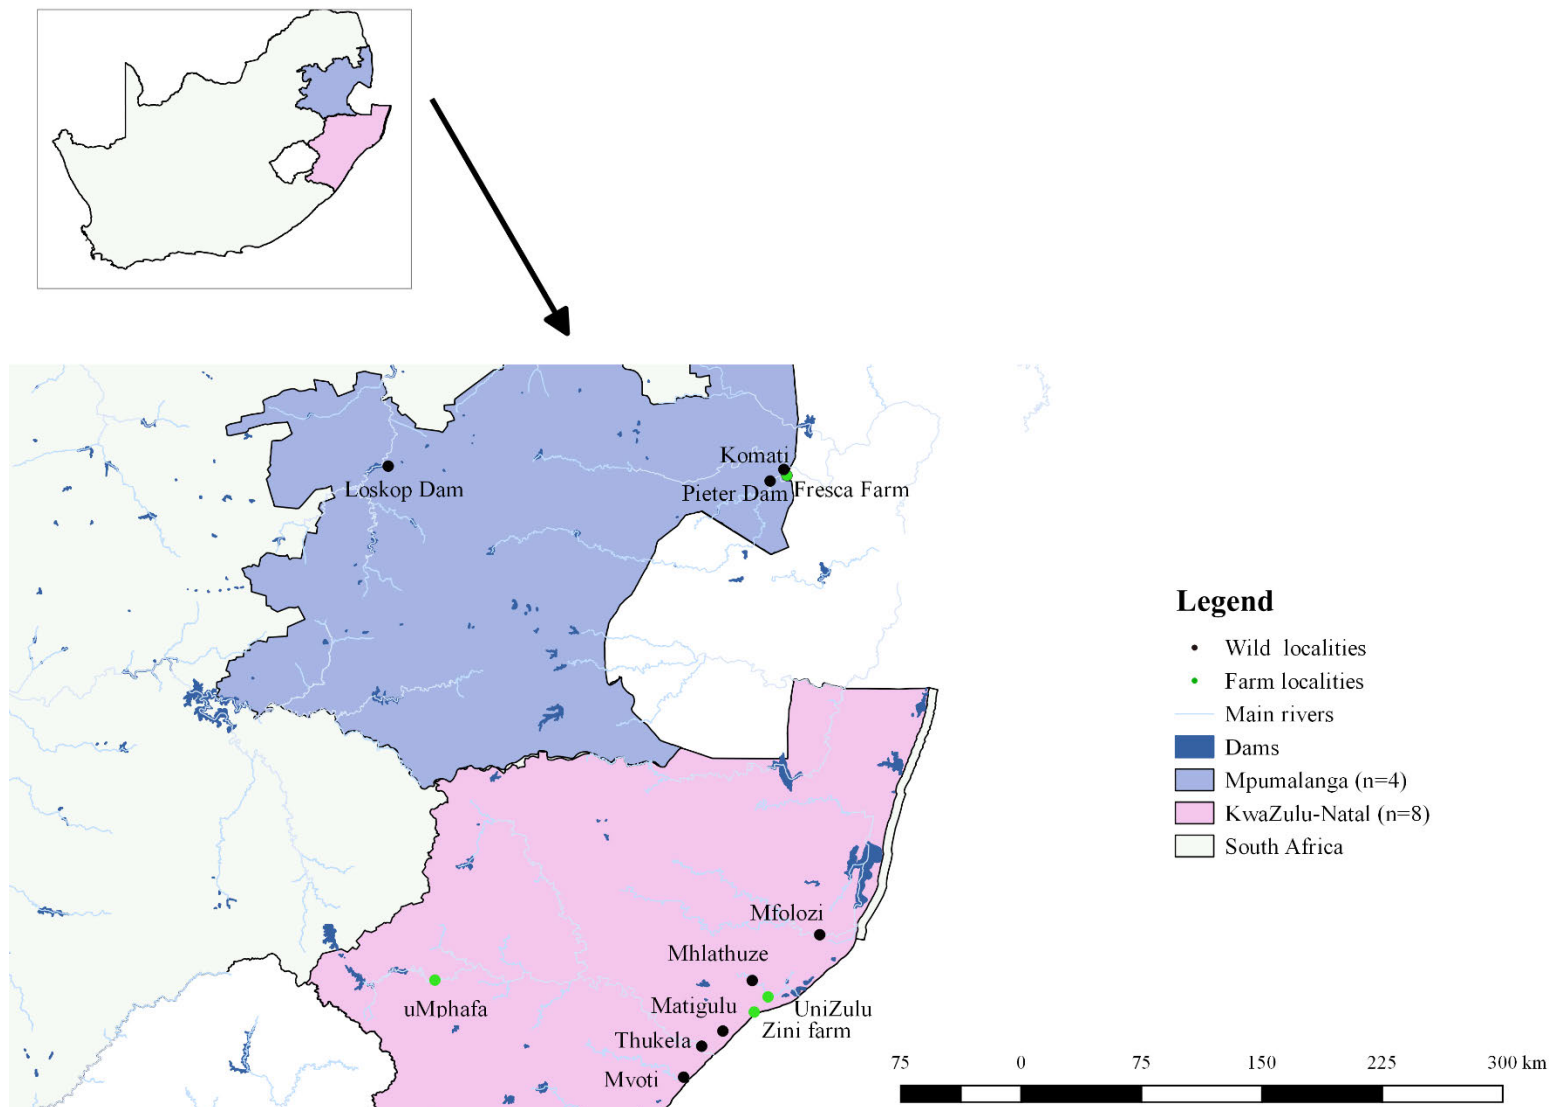 Komati
Loskop Dam
Pieter Dam
Fresca Farm
Legend
Wild localities
Farm localities
Main rivers
Dams
Mpumalanga (n=4)
KwaZulu-Natal (n=8)
South Africa
Mfolozi
Mhlathuze
uMphafa
Matigulu
UniZulu
Zini farm
Thukela
Mvoti
75 0 75 150 225 300 km